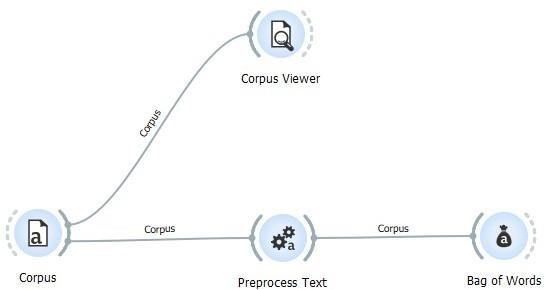 Corpus Viewer
Corpus
a
Corpus
Corpus
a
a
Corpus
Preprocess Text
Bag of Words